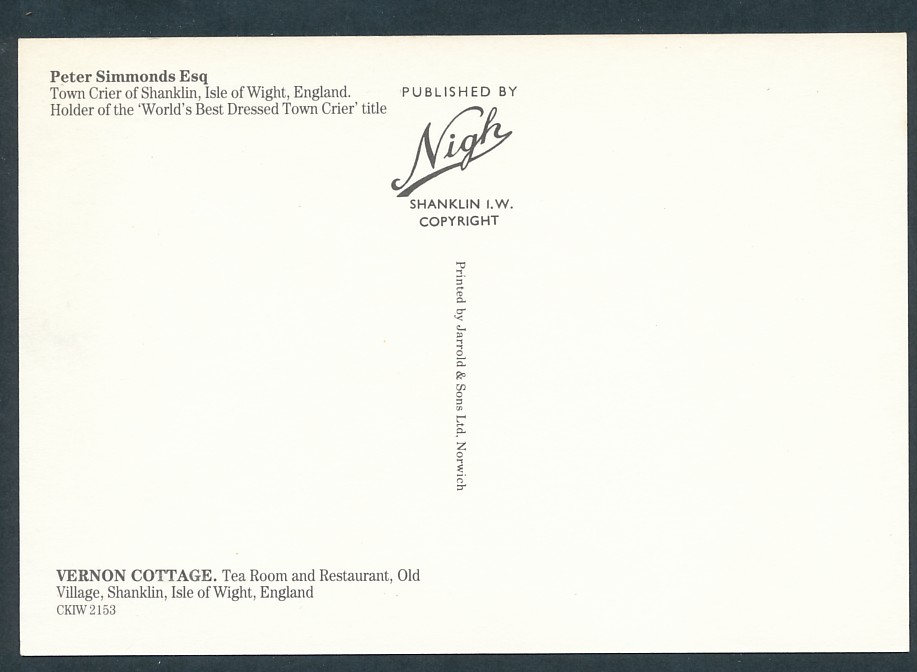 Peter Simmonds Esq
Town Crier of Shanklin, Isle of Wight, England.
Holder of the ‘World’s Best Dressed Town Crier’ title
PUBLISHED BY
Nigh
SHANKLIN I.W.
COPYRIGHT
Printed by Jarrold & Sons Ltd. Norwich
VERNON COTTAGE. Tea Room and Restaurant, Old
Village, Shanklin, Isle of Wight, England
CKIW 2153